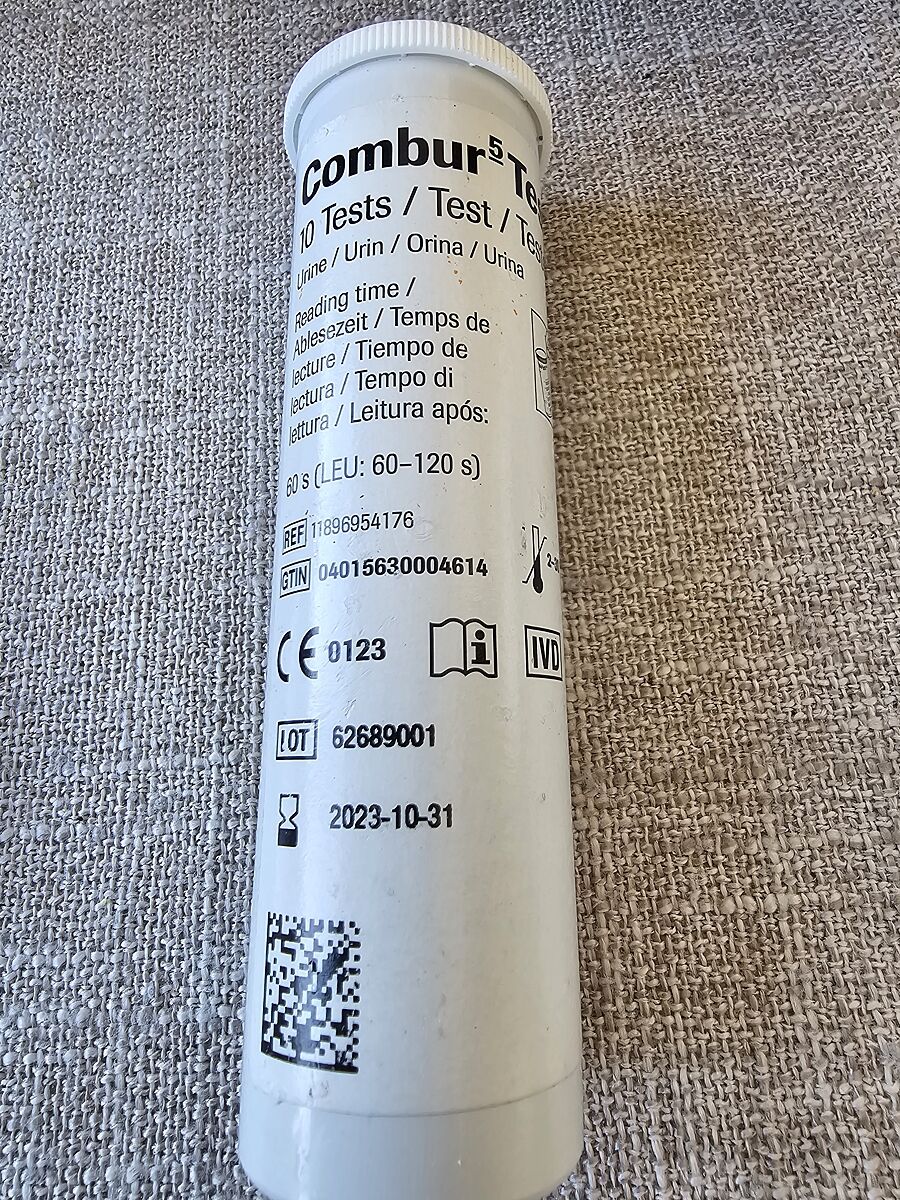 Combur⁵ Te
10 Tests / Test / Tes
Urine / Urin / Orina / Urina
Reading time /
Ablesezeit / Temps de
lecture / Tiempo de
lectura / Tempo di
lettura / Leitura após:
60 s (LEU: 60–120 s)
REF 11896954176
GTIN 04015630004614
2-
CE 0123 i IVD
LOT 62689001
2023-10-31